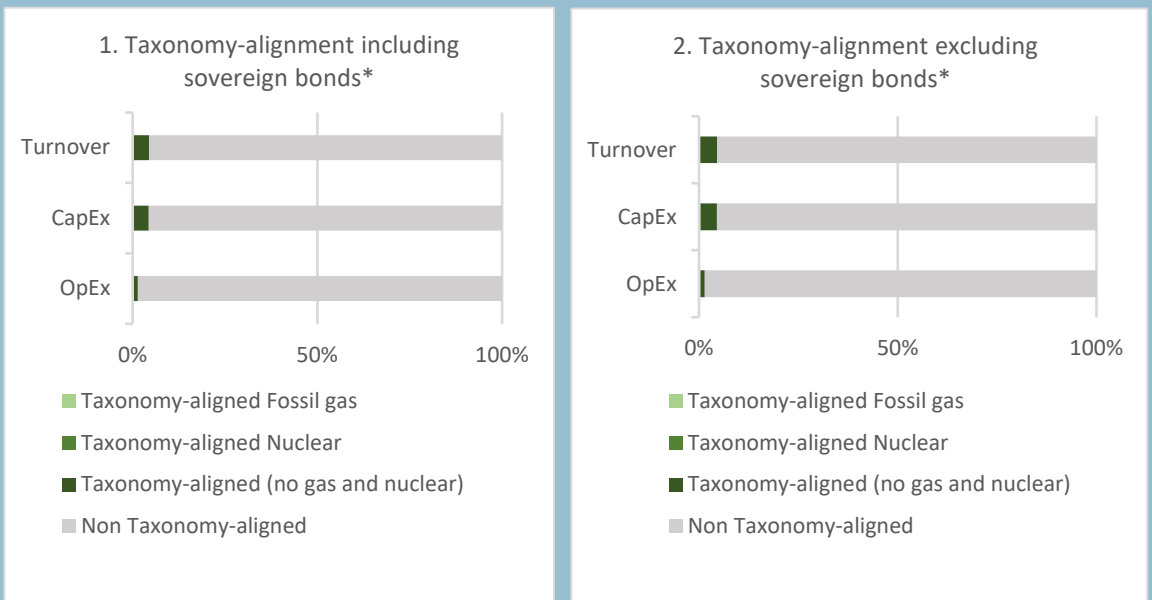 1. Taxonomy-alignment including
sovereign bonds*
Turnover
CapEx
OpEx
0%
50%
100%
Taxonomy-aligned Fossil gas
Taxonomy-aligned Nuclear
Taxonomy-aligned (no gas and nuclear)
Non Taxonomy-aligned
2. Taxonomy-alignment excluding
sovereign bonds*
Turnover
CapEx
OpEx
0%
50%
100%
Taxonomy-aligned Fossil gas
Taxonomy-aligned Nuclear
Taxonomy-aligned (no gas and nuclear)
Non Taxonomy-aligned